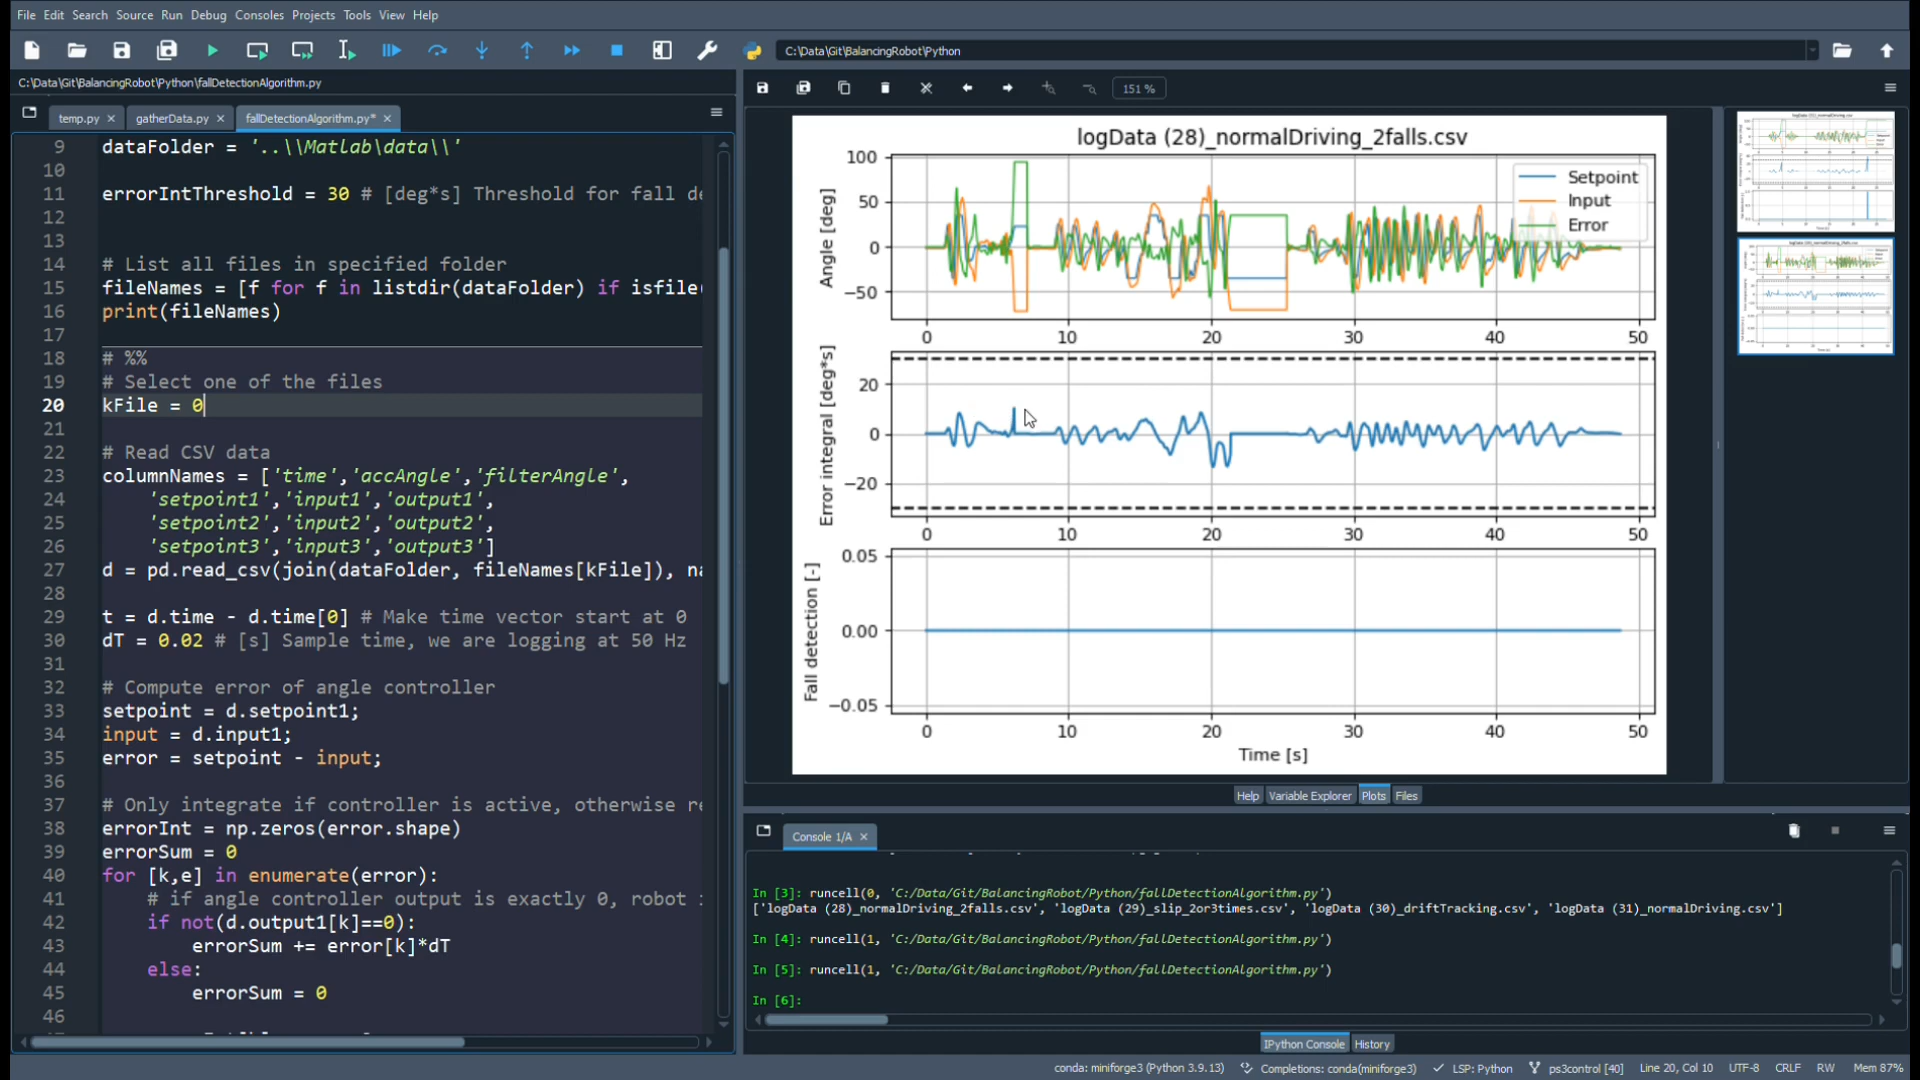 File Edit Search Source Run Debug Consoles Projects Tools View Help
C:\Data\Git\BalancingRobot\Python
C:\Data\Git\BalancingRobot\Python\fallDetectionAlgorithm.py
temp.py
gatherData.py
fallDetectionAlgorithm.py*
9 dataFolder = '..\\Matlab\data\\'
10
11 errorIntThreshold = 30 # [deg*s] Threshold for fall de
12
13
14 # List all files in specified folder
15 fileNames = [f for f in listdir(dataFolder) if isfile(
16 print(fileNames)
17
18 # %%
19 # Select one of the files
20 kFile = 0
21
22 # Read CSV data
23 columnNames = ['time','accAngle','filterAngle',
24 'setpoint1','input1','output1',
25 'setpoint2','input2','output2',
26 'setpoint3','input3','output3']
27 d = pd.read_csv(join(dataFolder, fileNames[kFile]), na
28
29 t = d.time - d.time[0] # Make time vector start at 0
30 dT = 0.02 # [s] Sample time, we are logging at 50 Hz
31
32 # Compute error of angle controller
33 setpoint = d.setpoint1;
34 input = d.input1;
35 error = setpoint - input;
36
37 # Only integrate if controller is active, otherwise re
38 errorInt = np.zeros(error.shape)
39 errorSum = 0
40 for [k,e] in enumerate(error):
41 # if angle controller output is exactly 0, robot i
42 if not(d.output1[k]==0):
43 errorSum += error[k]*dT
44 else:
45 errorSum = 0
46
151 %
logData (28)_normalDriving_2falls.csv
Angle [deg]
100
50
0
−50
Setpoint
Input
Error
0 10 20 30 40 50
Error integral [deg*s]
20
0
−20
0 10 20 30 40 50
Fall detection [-]
0.05
0.00
−0.05
0 10 20 30 40 50
Time [s]
Help Variable Explorer Plots Files
Console 1/A
In [3]: runcell(0, 'C:/Data/Git/BalancingRobot/Python/fallDetectionAlgorithm.py')
['logData (28)_normalDriving_2falls.csv', 'logData (29)_slip_2or3times.csv', 'logData (30)_driftTracking.csv', 'logData (31)_normalDriving.csv']
In [4]: runcell(1, 'C:/Data/Git/BalancingRobot/Python/fallDetectionAlgorithm.py')
In [5]: runcell(1, 'C:/Data/Git/BalancingRobot/Python/fallDetectionAlgorithm.py')
In [6]:
IPython Console History
conda: miniforge3 (Python 3.9.13) Completions: conda(miniforge3) LSP: Python ps3control [40] Line 20, Col 10 UTF-8 CRLF RW Mem 87%